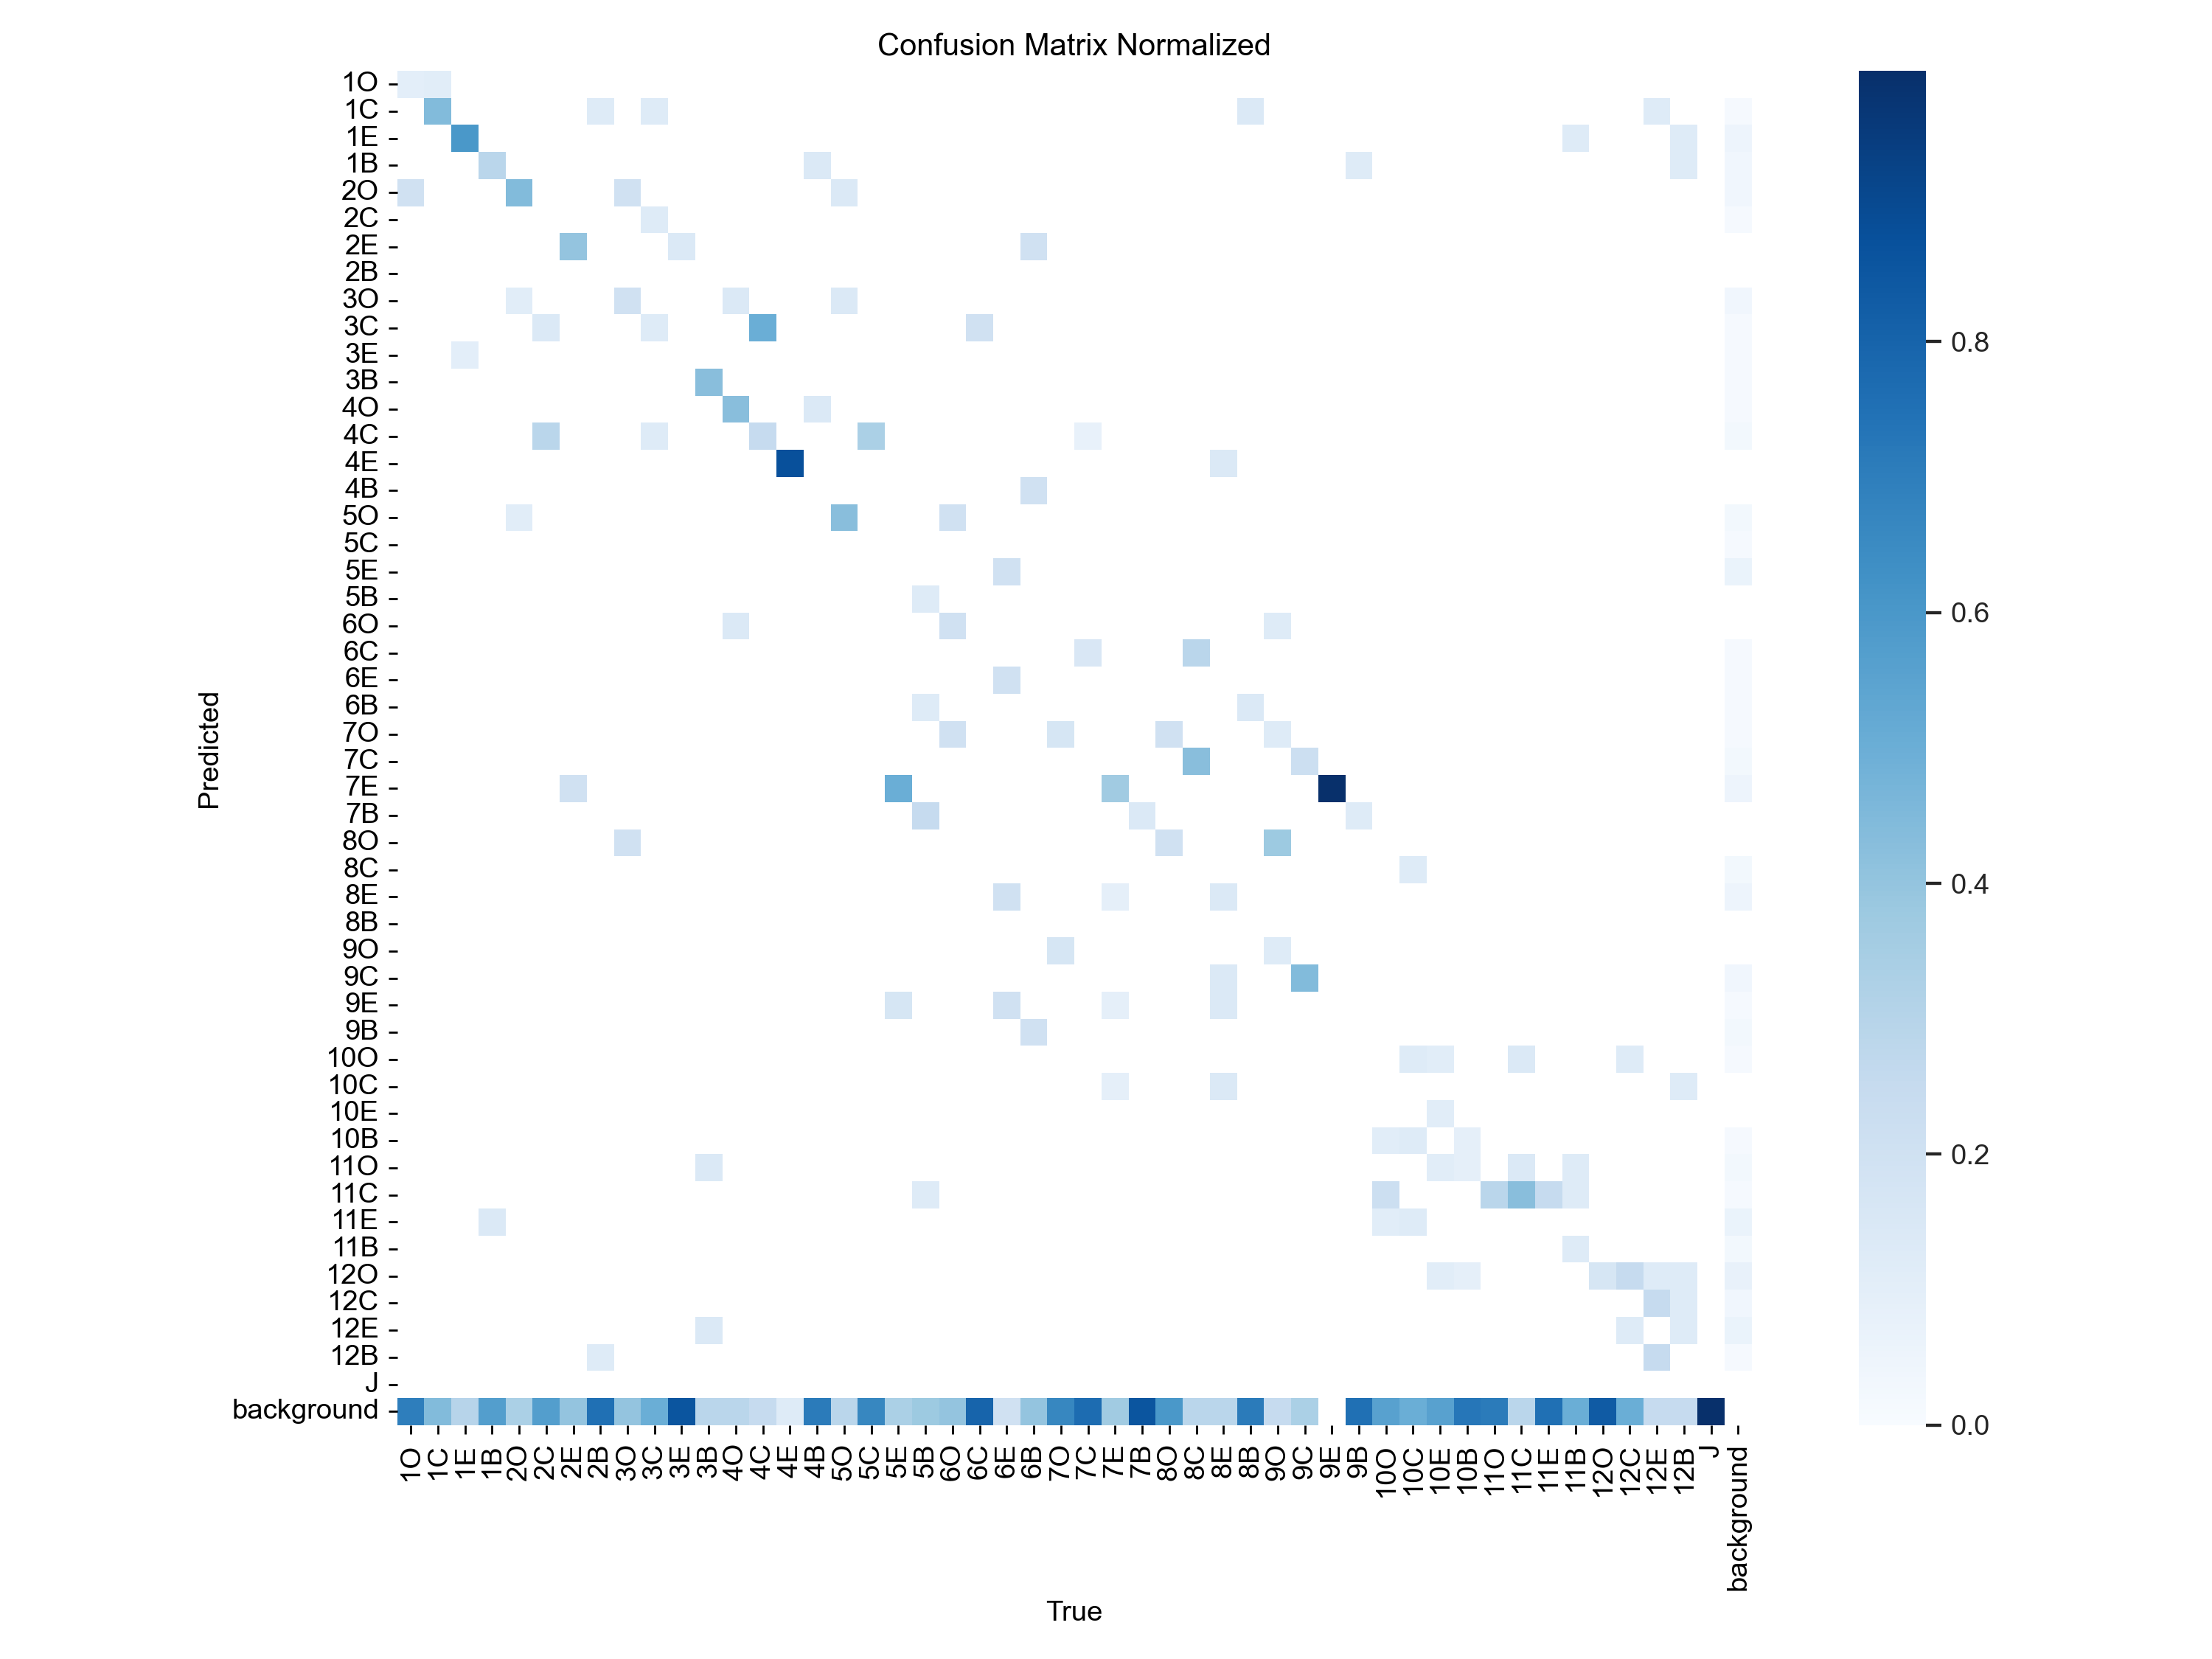 Confusion Matrix Normalized
1O
1C
1E
1B
2O
2C
2E
2B
3O
3C
3E
3B
4O
4C
4E
4B
5O
5C
5E
5B
6O
6C
6E
6B
7O
7C
7E
7B
8O
8C
8E
8B
9O
9C
9E
9B
10O
10C
10E
10B
11O
11C
11E
11B
12O
12C
12E
12B
J
background
Predicted
1O 1C 1E 1B 2O 2C 2E 2B 3O 3C 3E 3B 4O 4C 4E 4B 5O 5C 5E 5B 6O 6C 6E 6B 7O 7C 7E 7B 8O 8C 8E 8B 9O 9C 9E 9B 10O 10C 10E 10B 11O 11C 11E 11B 12O 12C 12E 12B J background
True
0.8
0.6
0.4
0.2
0.0